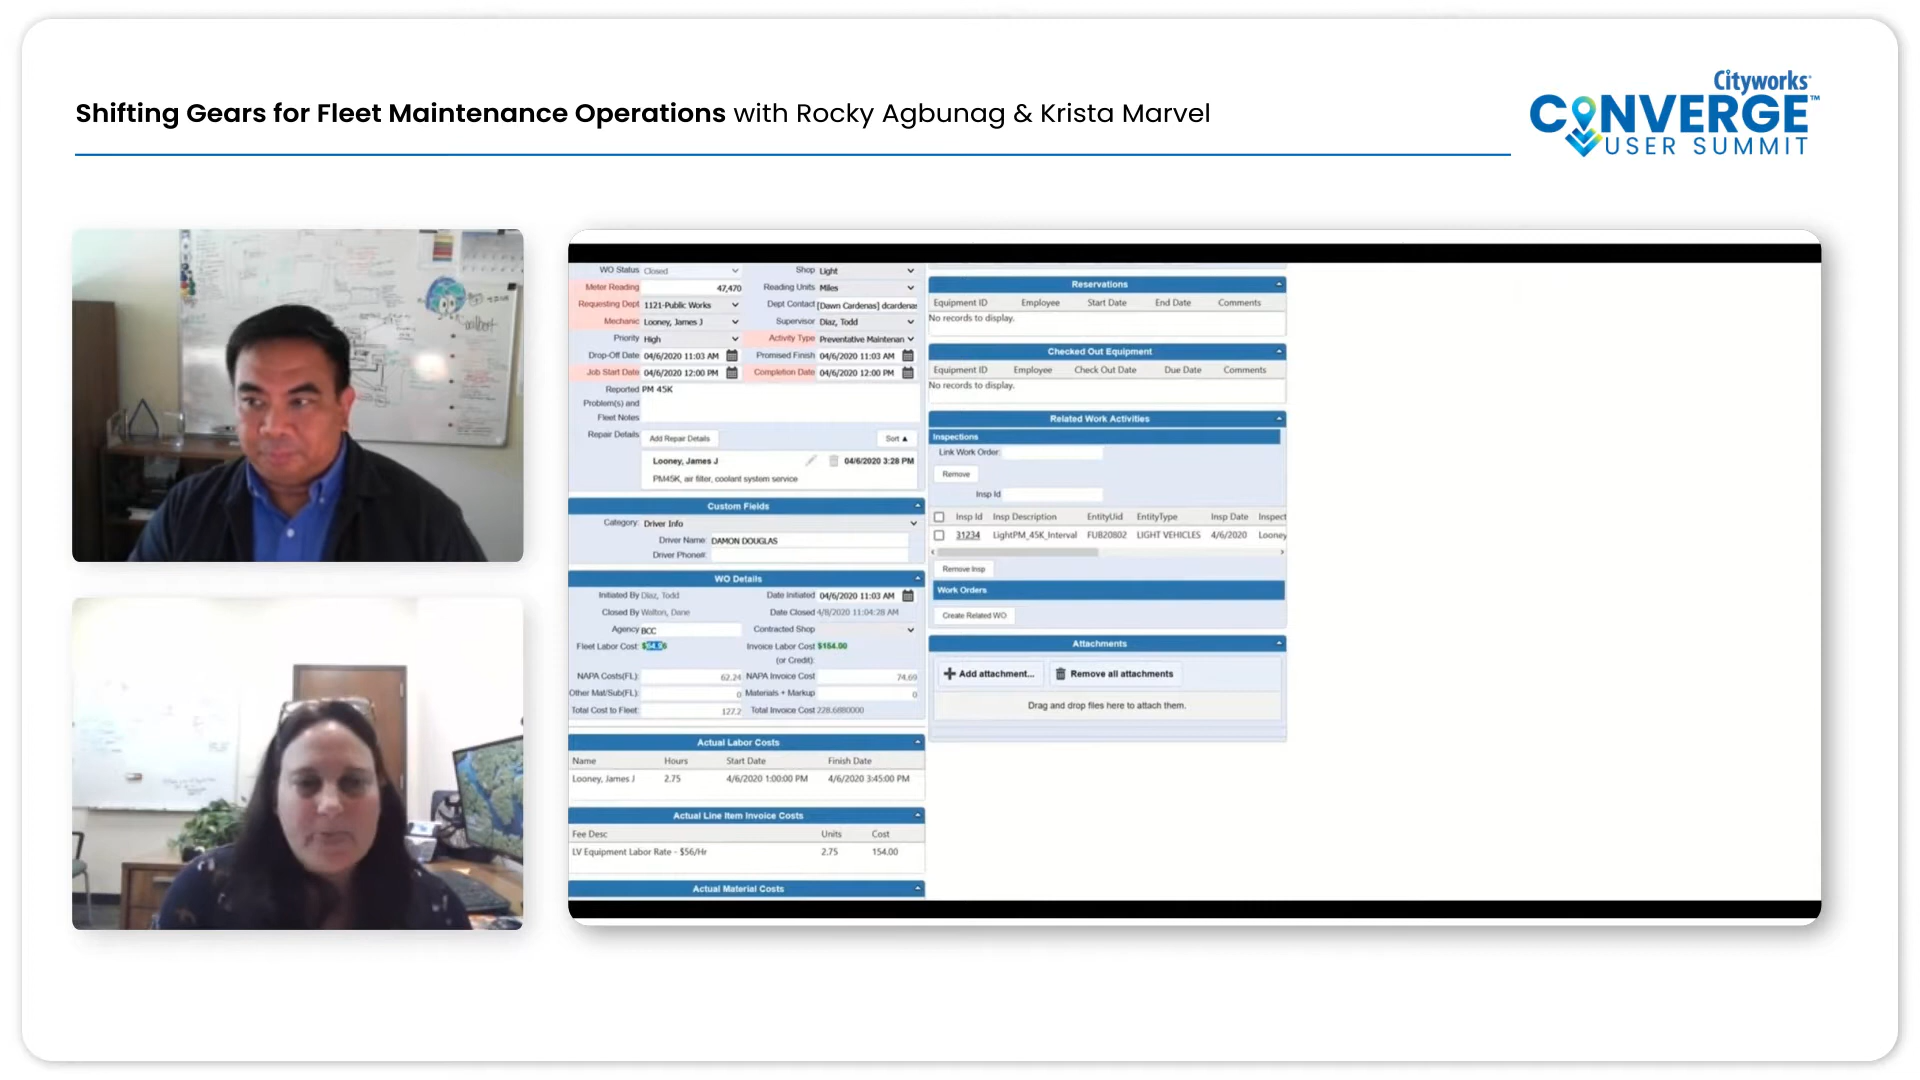 Shifting Gears for Fleet Maintenance Operations with Rocky Agbunag & Krista Marvel
Cityworks
CONVERGE™
USER SUMMIT
WO Status Closed Shop Light
Meter Reading 47,470 Reading Units Miles
Requesting Dept 1121-Public Works Dept Contact [Dawn Cardenas] dcardenas
Mechanic Looney, James J Supervisor Diaz, Todd
Priority High Activity Type Preventative Maintenan
Drop-Off Date 04/6/2020 11:03 AM Promised Finish 04/6/2020 11:03 AM
Job Start Date 04/6/2020 12:00 PM Completion Date 04/6/2020 12:00 PM
Reported PM 45K
Problem(s) and
Fleet Notes
Repair Details Add Repair Details Sort ▲
Looney, James J 04/6/2020 3:28 PM
PM45K, air filter, coolant system service
Custom Fields
Category: Driver Info
Driver Name: DAMON DOUGLAS
Driver Phone#:
WO Details
Initiated By Diaz, Todd Date Initiated 04/6/2020 11:03 AM
Closed By Walton, Dane Date Closed 4/8/2020 11:04:28 AM
Agency BCC Contracted Shop
Fleet Labor Cost: Invoice Labor Cost $154.00
(or Credit):
NAPA Costs(FL): 62.24 NAPA Invoice Cost 74.69
Other Mat/Sub(FL): 0 Materials + Markup 0
Total Cost to Fleet: 127.2 Total Invoice Cost 228.6880000
Actual Labor Costs
Name Hours Start Date Finish Date
Looney, James J 2.75 4/6/2020 1:00:00 PM 4/6/2020 3:45:00 PM
Actual Line Item Invoice Costs
Fee Desc Units Cost
LV Equipment Labor Rate - $56/Hr 2.75 154.00
Actual Material Costs
Reservations
Equipment ID Employee Start Date End Date Comments
No records to display.
Checked Out Equipment
Equipment ID Employee Check Out Date Due Date Comments
No records to display.
Related Work Activities
Inspections
Link Work Order:
Remove
Insp Id
Insp Id Insp Description EntityUid EntityType Insp Date Inspect
31234 LightPM_45K_Interval FUB20802 LIGHT VEHICLES 4/6/2020 Looney
Remove Insp
Work Orders
Create Related WO
Attachments
Add attachment... Remove all attachments
Drag and drop files here to attach them.